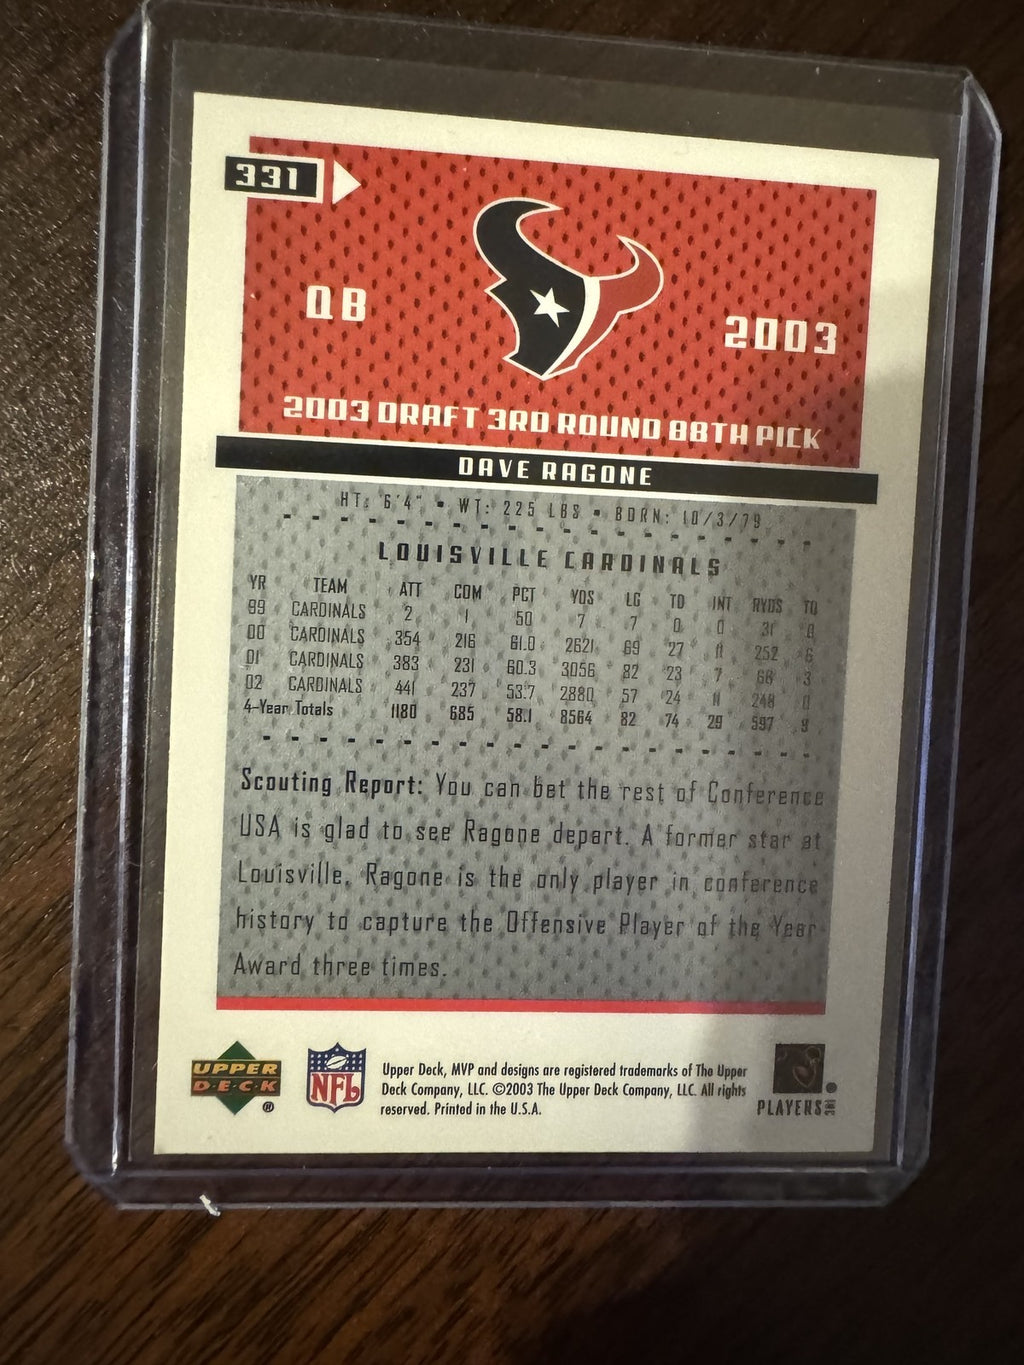 331
QB
2003
2003 DRAFT 3RD ROUND 88TH PICK
DAVE RAGONE
HT: 6'4" • WT: 225 LBS • BORN: 10/3/79
LOUISVILLE CARDINALS
YR TEAM ATT COM PCT YDS LG TD INT RYDS TD
99 CARDINALS 2 1 50 7 7 0 0 31 0
00 CARDINALS 354 216 61.0 2621 69 27 11 252 6
01 CARDINALS 383 231 60.3 3056 82 23 7 66 3
02 CARDINALS 441 237 53.7 2880 57 24 11 248 0
4-Year Totals 1180 685 58.1 8564 82 74 29 597 9
Scouting Report: You can bet the rest of Conference
USA is glad to see Ragone depart. A former star at
Louisville, Ragone is the only player in conference
history to capture the Offensive Player of the Year
Award three times.
UPPER
D·E·C·K
®
NFL
Upper Deck, MVP and designs are registered trademarks of The Upper
Deck Company, LLC. ©2003 The Upper Deck Company, LLC. All rights
reserved. Printed in the U.S.A.
PLAYERS INC